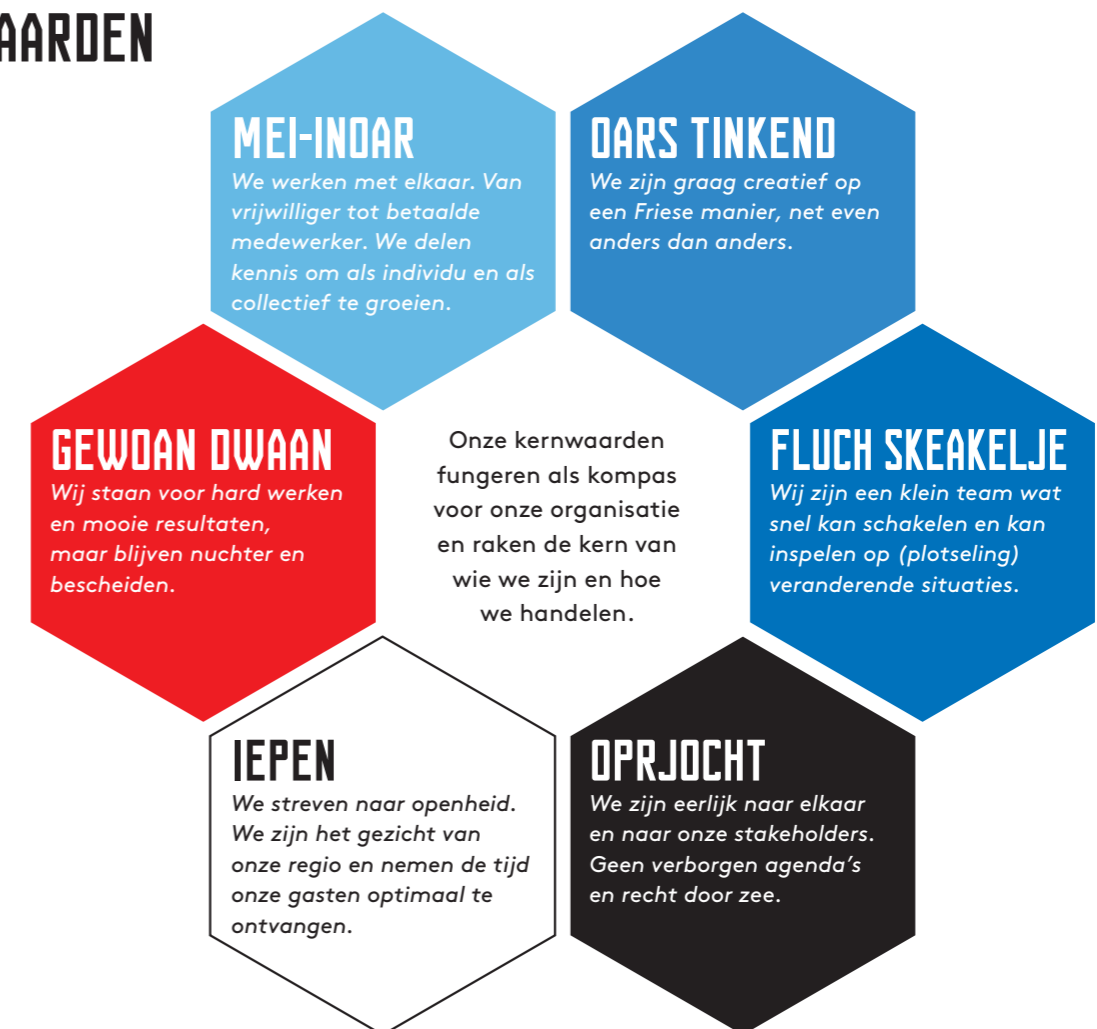 AARDEN
MEI-INOAR
We werken met elkaar. Van
vrijwilliger tot betaalde
medewerker. We delen
kennis om als individu en als
collectief te groeien.
OARS TINKEND
We zijn graag creatief op
een Friese manier, net even
anders dan anders.
GEWOAN DWAAN
Wij staan voor hard werken
en mooie resultaten,
maar blijven nuchter en
bescheiden.
Onze kernwaarden
fungeren als kompas
voor onze organisatie
en raken de kern van
wie we zijn en hoe
we handelen.
FLUCH SKEAKELJE
Wij zijn een klein team wat
snel kan schakelen en kan
inspelen op (plotseling)
veranderende situaties.
IEPEN
We streven naar openheid.
We zijn het gezicht van
onze regio en nemen de tijd
onze gasten optimaal te
ontvangen.
OPRJOCHT
We zijn eerlijk naar elkaar
en naar onze stakeholders.
Geen verborgen agenda's
en recht door zee.